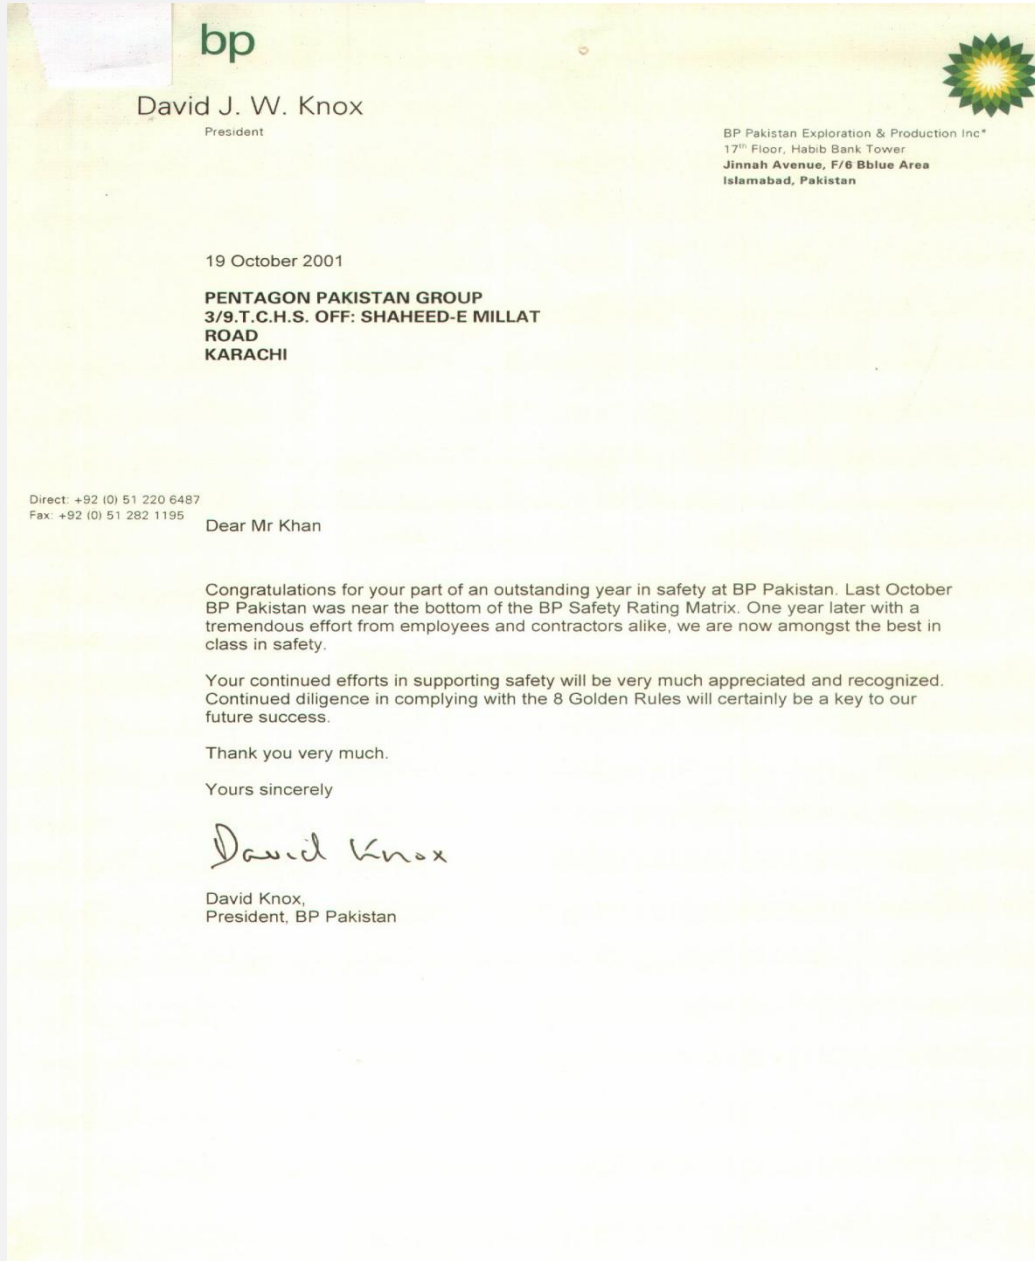 bp
David J. W. Knox
President
BP Pakistan Exploration & Production Inc*
17th Floor, Habib Bank Tower
Jinnah Avenue, F/6 Bblue Area
Islamabad, Pakistan
19 October 2001
PENTAGON PAKISTAN GROUP
3/9.T.C.H.S. OFF: SHAHEED-E MILLAT
ROAD
KARACHI
Direct: +92 (0) 51 220 6487
Fax: +92 (0) 51 282 1195
Dear Mr Khan
Congratulations for your part of an outstanding year in safety at BP Pakistan. Last October
BP Pakistan was near the bottom of the BP Safety Rating Matrix. One year later with a
tremendous effort from employees and contractors alike, we are now amongst the best in
class in safety.
Your continued efforts in supporting safety will be very much appreciated and recognized.
Continued diligence in complying with the 8 Golden Rules will certainly be a key to our
future success.
Thank you very much.
Yours sincerely
David Knox
David Knox,
President, BP Pakistan